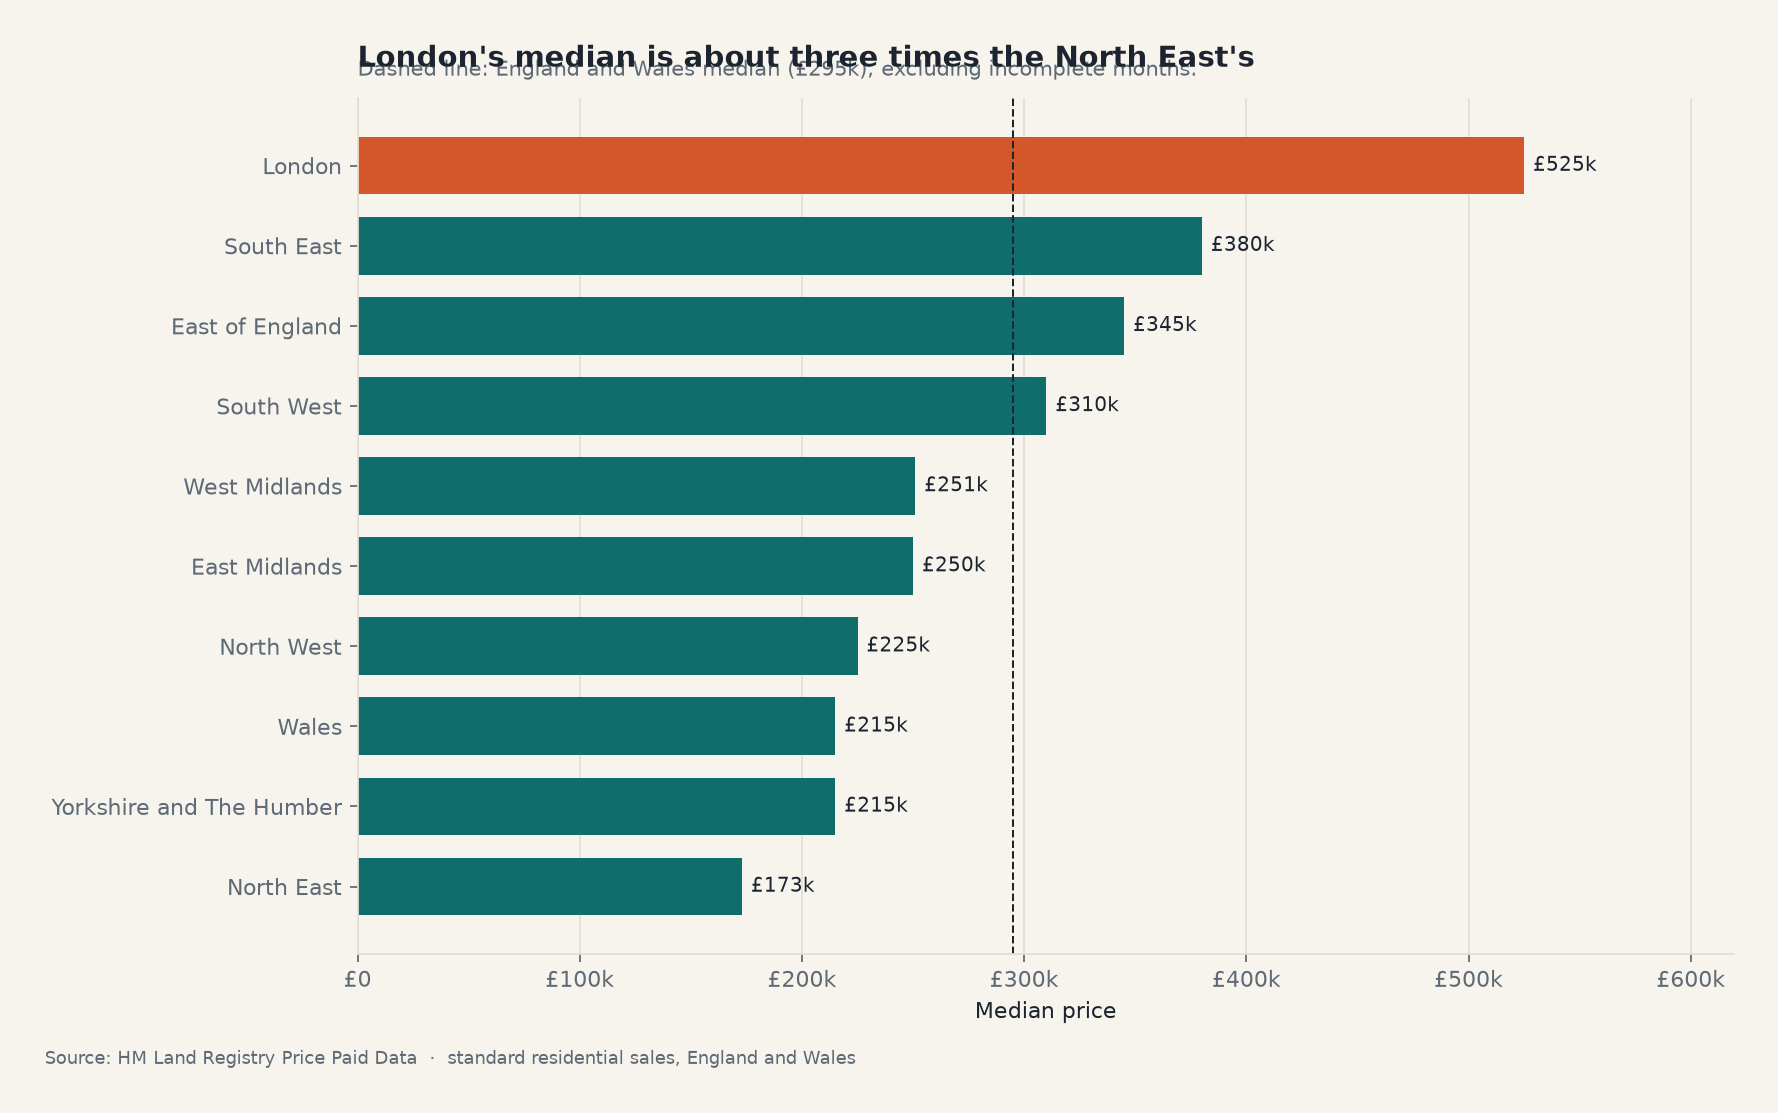 London's median is about three times the North East's
Dashed line: England and Wales median (£295k), excluding incomplete months.
London £525k
South East £380k
East of England £345k
South West £310k
West Midlands £251k
East Midlands £250k
North West £225k
Wales £215k
Yorkshire and The Humber £215k
North East £173k
£0 £100k £200k £300k £400k £500k £600k
Median price
Source: HM Land Registry Price Paid Data · standard residential sales, England and Wales